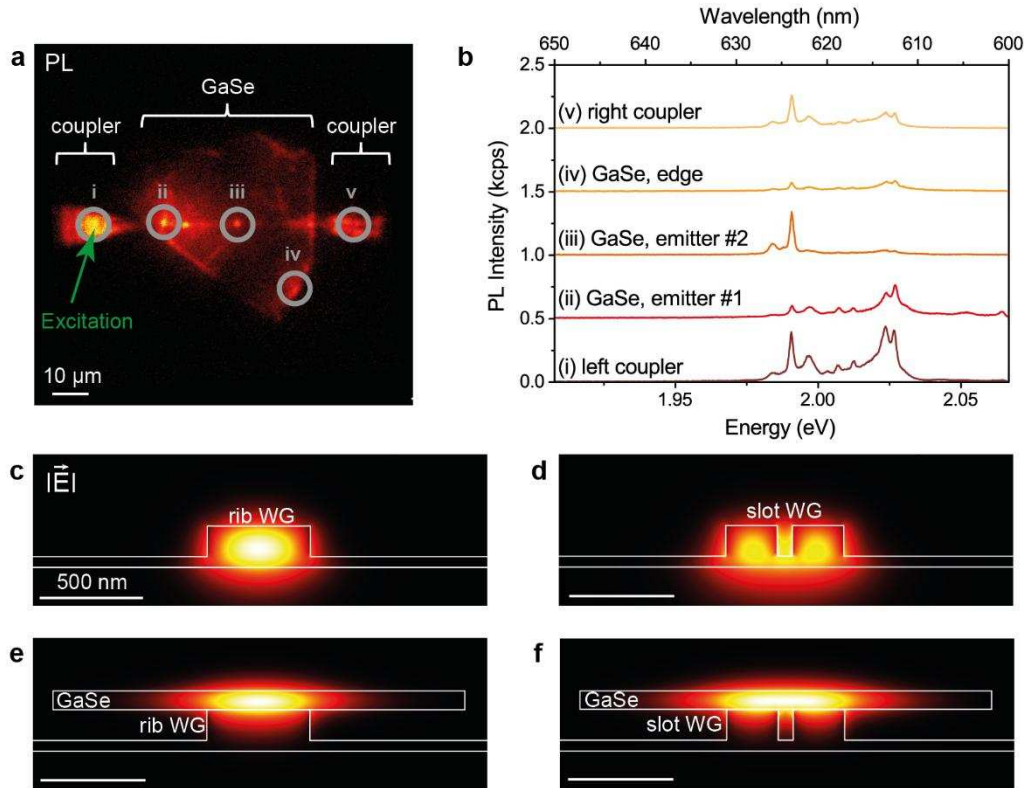 a
PL
GaSe
coupler
coupler
i
ii
iii
v
iv
Excitation
10 µm
b
Wavelength (nm)
650 640 630 620 610 600
2.5
2.0
1.5
1.0
0.5
0.0
PL Intensity (kcps)
(v) right coupler
(iv) GaSe, edge
(iii) GaSe, emitter #2
(ii) GaSe, emitter #1
(i) left coupler
1.95 2.00 2.05
Energy (eV)
c
|E⃗|
rib WG
500 nm
d
slot WG
e
GaSe
rib WG
f
GaSe
slot WG